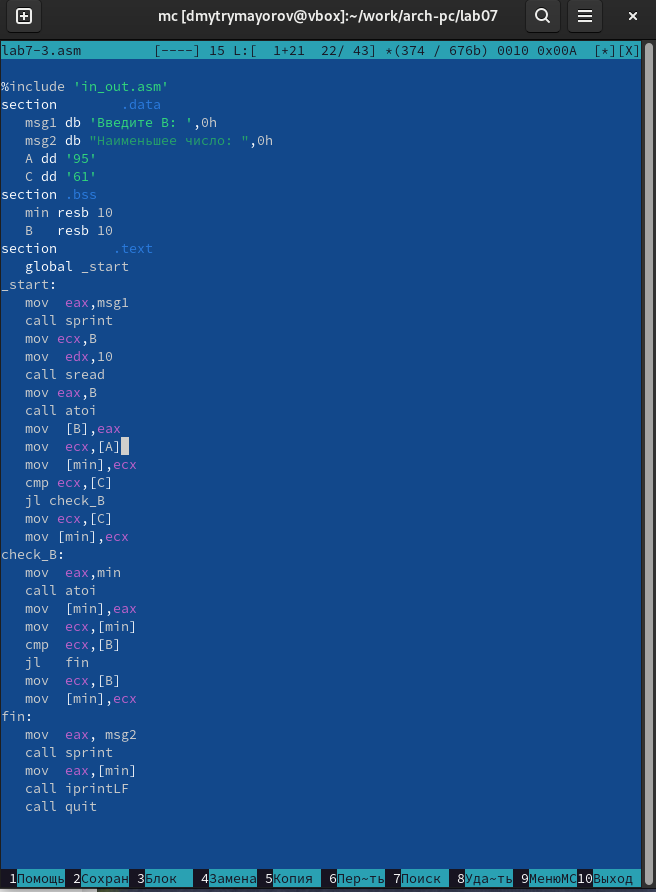 mc [dmytrymayorov@vbox]:~/work/arch-pc/lab07
lab7-3.asm [----] 15 L:[ 1+21 22/ 43] *(374 / 676b) 0010 0x00A [*][X]
%include 'in_out.asm'
section .data
msg1 db 'Введите B: ',0h
msg2 db "Наименьшее число: ",0h
A dd '95'
C dd '61'
section .bss
min resb 10
B resb 10
section .text
global _start
_start:
mov eax,msg1
call sprint
mov ecx,B
mov edx,10
call sread
mov eax,B
call atoi
mov [B],eax
mov ecx,[A]
mov [min],ecx
cmp ecx,[C]
jl check_B
mov ecx,[C]
mov [min],ecx
check_B:
mov eax,min
call atoi
mov [min],eax
mov ecx,[min]
cmp ecx,[B]
jl fin
mov ecx,[B]
mov [min],ecx
fin:
mov eax, msg2
call sprint
mov eax,[min]
call iprintLF
call quit
1Помощь 2Сохран 3Блок 4Замена 5Копия 6Пер~ть 7Поиск 8Уда~ть 9МенюMC 10Выход